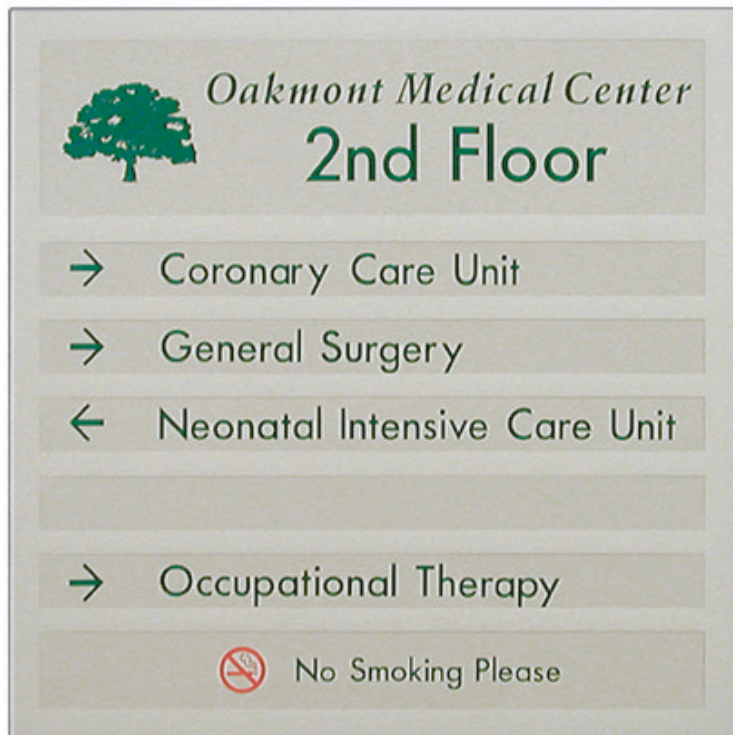 Oakmont Medical Center
2nd Floor
→ Coronary Care Unit
→ General Surgery
← Neonatal Intensive Care Unit
→ Occupational Therapy
No Smoking Please